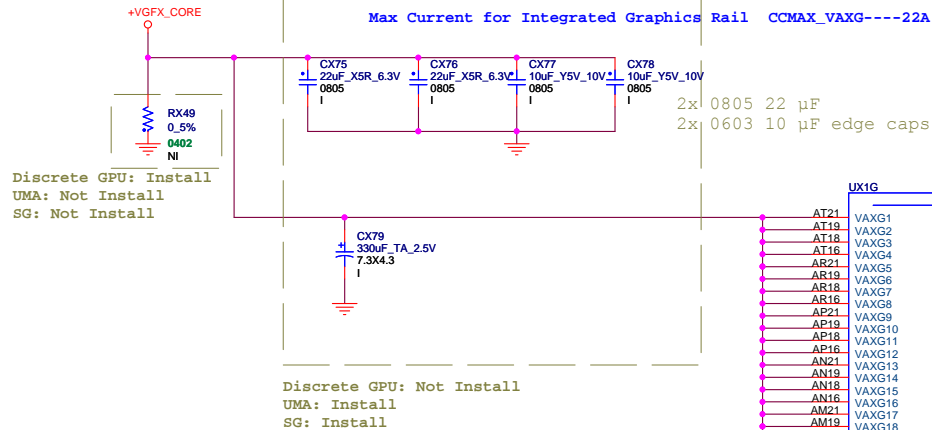 +VGFX_CORE
Max Current for Integrated Graphics Rail CCMAX_VAXG----22A
CX75
22uF_X5R_6.3V
0805
I
CX76
22uF_X5R_6.3V
0805
I
CX77
10uF_Y5V_10V
0805
I
CX78
10uF_Y5V_10V
0805
I
2x 0805 22 µF
2x 0603 10 µF edge caps
RX49
0_5%
0402
NI
Discrete GPU: Install
UMA: Not Install
SG: Not Install
CX79
330uF_TA_2.5V
7.3X4.3
I
Discrete GPU: Not Install
UMA: Install
SG: Install
UX1G
AT21 VAXG1
AT19 VAXG2
AT18 VAXG3
AT16 VAXG4
AR21 VAXG5
AR19 VAXG6
AR18 VAXG7
AR16 VAXG8
AP21 VAXG9
AP19 VAXG10
AP18 VAXG11
AP16 VAXG12
AN21 VAXG13
AN19 VAXG14
AN18 VAXG15
AN16 VAXG16
AM21 VAXG17
AM19 VAXG18